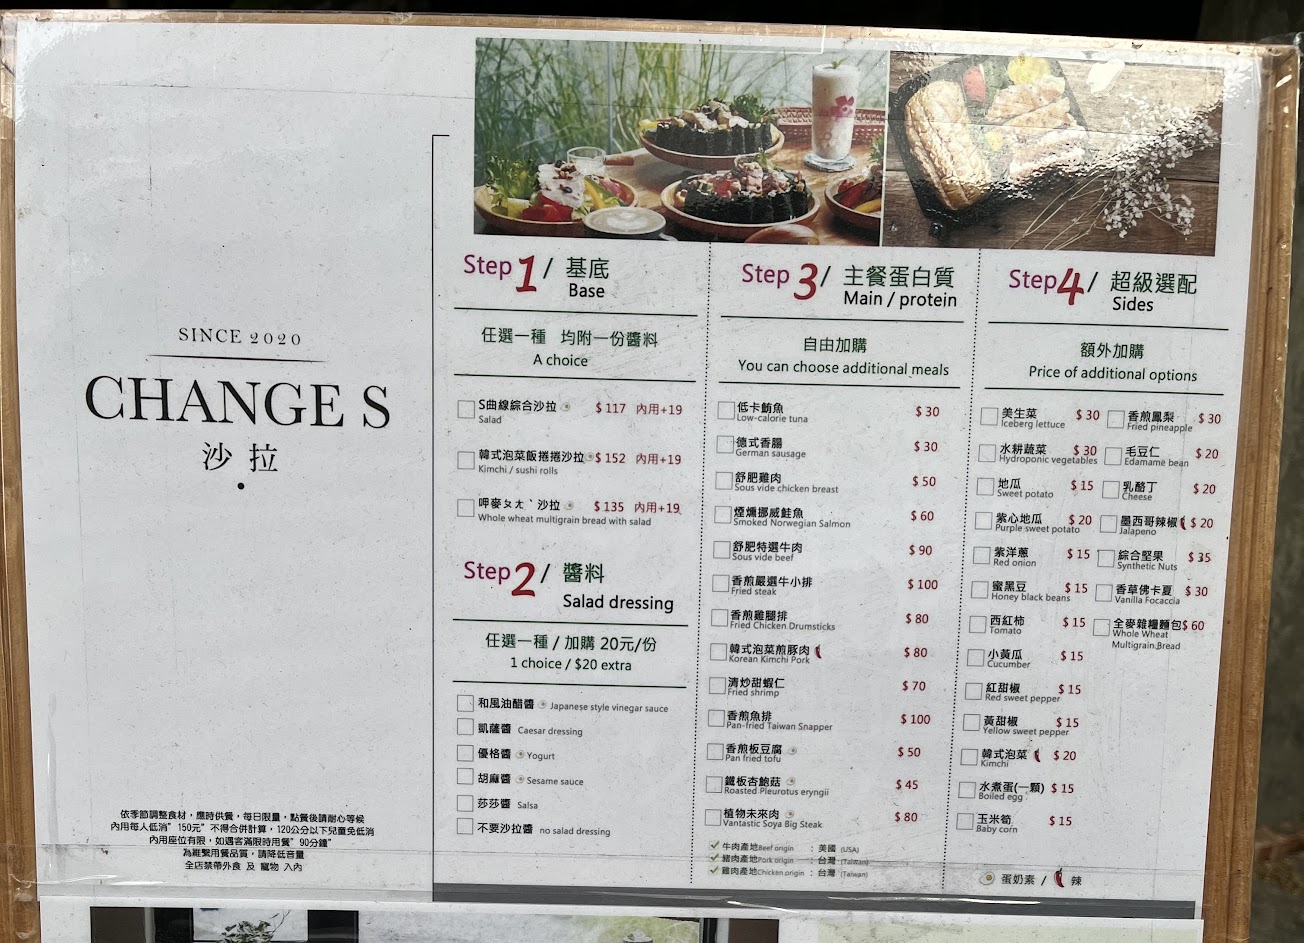 SINCE 2020
CHANGE S
沙拉
依季節調整食材,應時供餐,每日限量,點餐後請耐心等候
內用每人低消"150元"不得合併計算,120公分以下兒童免低消
內用座位有限,如遇客滿限時用餐"90分鐘"
為維繫用餐品質,請降低音量
全店禁帶外食 及 寵物 入內
Step 1 / 基底
Base
任選一種 均附一份醬料
A choice
S曲線綜合沙拉 $117 內用+19
Salad
韓式泡菜飯捲捲沙拉 $152 內用+19
Kimchi / sushi rolls
呷麥ㄆㄤˋ沙拉 $135 內用+19
Whole wheat multigrain bread with salad
Step 2 / 醬料
Salad dressing
任選一種 / 加購 20元/份
1 choice / $20 extra
和風油醋醬 Japanese style vinegar sauce
凱薩醬 Caesar dressing
優格醬 Yogurt
胡麻醬 Sesame sauce
莎莎醬 Salsa
不要沙拉醬 no salad dressing
Step 3 / 主餐蛋白質
Main / protein
自由加購
You can choose additional meals
低卡鮪魚 $30
Low-calorie tuna
德式香腸 $30
German sausage
舒肥雞肉 $50
Sous vide chicken breast
煙燻挪威鮭魚 $60
Smoked Norwegian Salmon
舒肥特選牛肉 $90
Sous vide beef
香煎嚴選牛小排 $100
Fried steak
香煎雞腿排 $80
Fried Chicken Drumsticks
韓式泡菜煎豚肉 $80
Korean Kimchi Pork
清炒甜蝦仁 $70
Fried shrimp
香煎魚排 $100
Pan-fried Taiwan Snapper
香煎板豆腐 $50
Pan fried tofu
鐵板杏鮑菇 $45
Roasted Pleurotus eryngii
植物未來肉 $80
Vantastic Soya Big Steak
牛肉產地Beef origin : 美國 (USA)
豬肉產地Pork origin : 台灣 (Taiwan)
雞肉產地Chicken origin : 台灣 (Taiwan)
Step 4 / 超級選配
Sides
額外加購
Price of additional options
美生菜 $30
Iceberg lettuce
水耕蔬菜 $30
Hydroponic vegetables
地瓜 $15
Sweet potato
紫心地瓜 $20
Purple sweet potato
紫洋蔥 $15
Red onion
蜜黑豆 $15
Honey black beans
西紅柿 $15
Tomato
小黃瓜 $15
Cucumber
紅甜椒 $15
Red sweet pepper
黃甜椒 $15
Yellow sweet pepper
韓式泡菜 $20
Kimchi
水煮蛋(一顆) $15
Boiled egg
玉米筍 $15
Baby corn
香煎鳳梨 $30
Fried pineapple
毛豆仁 $20
Edamame bean
乳酪丁 $20
Cheese
墨西哥辣椒 $20
Jalapeno
綜合堅果 $35
Synthetic Nuts
香草佛卡夏 $30
Vanilla Focaccia
全麥雜糧麵包 $60
Whole Wheat
Multigrain Bread
蛋奶素 / 辣